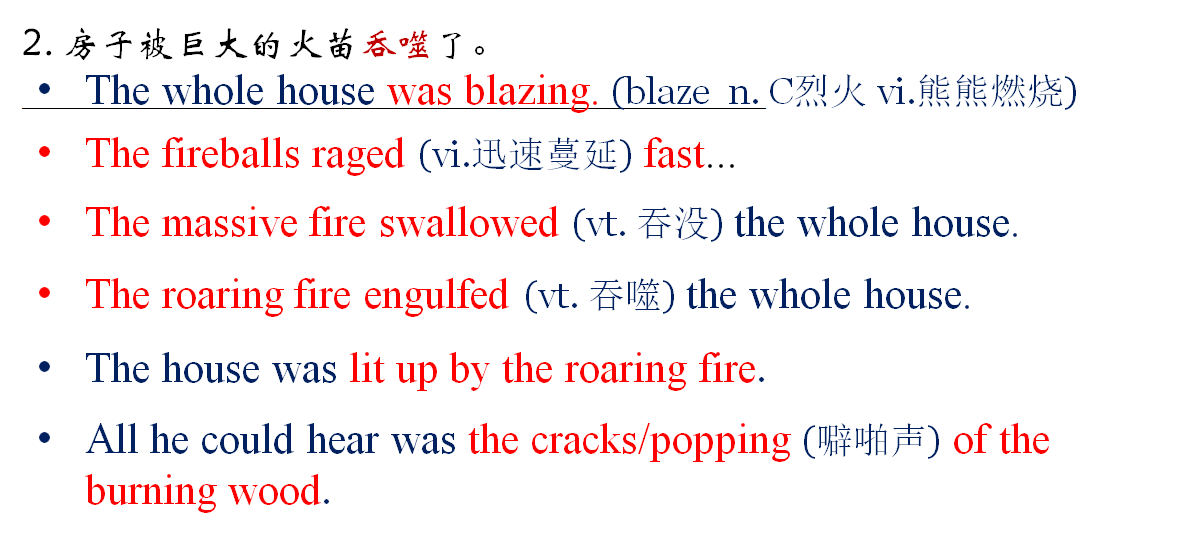 2. 房子被巨大的火苗吞噬了。
• The whole house was blazing. (blaze n. C烈火 vi.熊熊燃烧)
• The fireballs raged (vi.迅速蔓延) fast...
• The massive fire swallowed (vt. 吞没) the whole house.
• The roaring fire engulfed (vt. 吞噬) the whole house.
• The house was lit up by the roaring fire.
• All he could hear was the cracks/popping (噼啪声) of the
burning wood.